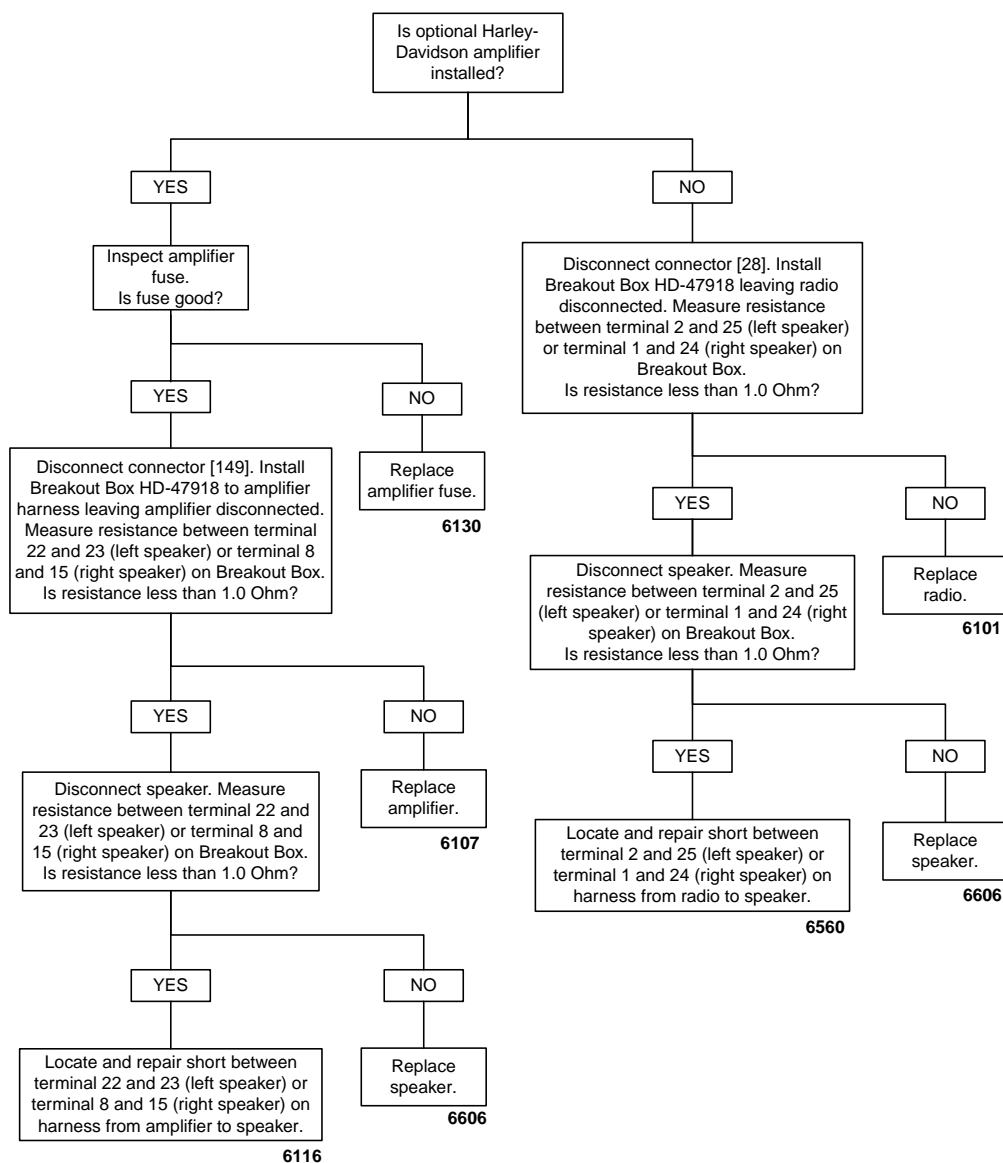 Is optional Harley-
Davidson amplifier
installed?
YES
NO
Inspect amplifier
fuse.
Is fuse good?
Disconnect connector [28]. Install
Breakout Box HD-47918 leaving radio
disconnected. Measure resistance
between terminal 2 and 25 (left speaker)
or terminal 1 and 24 (right speaker) on
Breakout Box.
Is resistance less than 1.0 Ohm?
YES
NO
Disconnect connector [149]. Install
Breakout Box HD-47918 to amplifier
harness leaving amplifier disconnected.
Measure resistance between terminal
22 and 23 (left speaker) or terminal 8
and 15 (right speaker) on Breakout Box.
Is resistance less than 1.0 Ohm?
Replace
amplifier fuse.
6130
YES
NO
Disconnect speaker. Measure
resistance between terminal 2 and 25
(left speaker) or terminal 1 and 24 (right
speaker) on Breakout Box.
Is resistance less than 1.0 Ohm?
Replace
radio.
6101
YES
NO
Disconnect speaker. Measure
resistance between terminal 22 and
23 (left speaker) or terminal 8 and
15 (right speaker) on Breakout Box.
Is resistance less than 1.0 Ohm?
Replace
amplifier.
6107
YES
NO
Locate and repair short between
terminal 2 and 25 (left speaker) or
terminal 1 and 24 (right speaker) on
harness from radio to speaker.
6560
Replace
speaker.
6606
YES
NO
Locate and repair short between
terminal 22 and 23 (left speaker) or
terminal 8 and 15 (right speaker) on
harness from amplifier to speaker.
6116
Replace
speaker.
6606